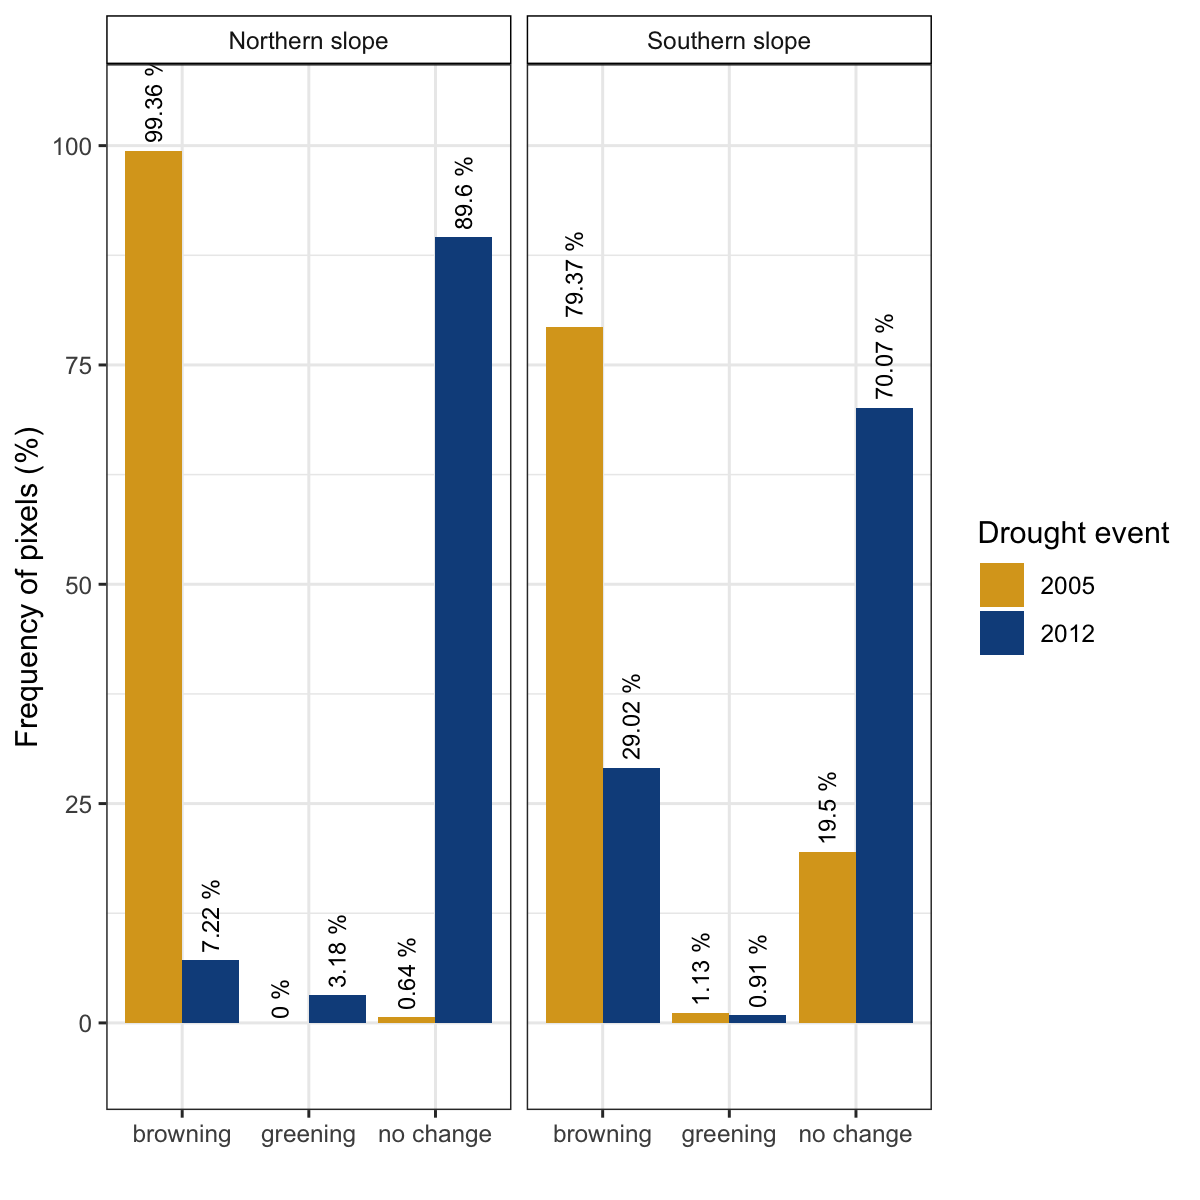 Northern slope
Southern slope
Frequency of pixels (%)
100
75
50
25
0
99.36 %
7.22 %
0 %
3.18 %
0.64 %
89.6 %
79.37 %
29.02 %
1.13 %
0.91 %
19.5 %
70.07 %
browning
greening
no change
browning
greening
no change
Drought event
2005
2012